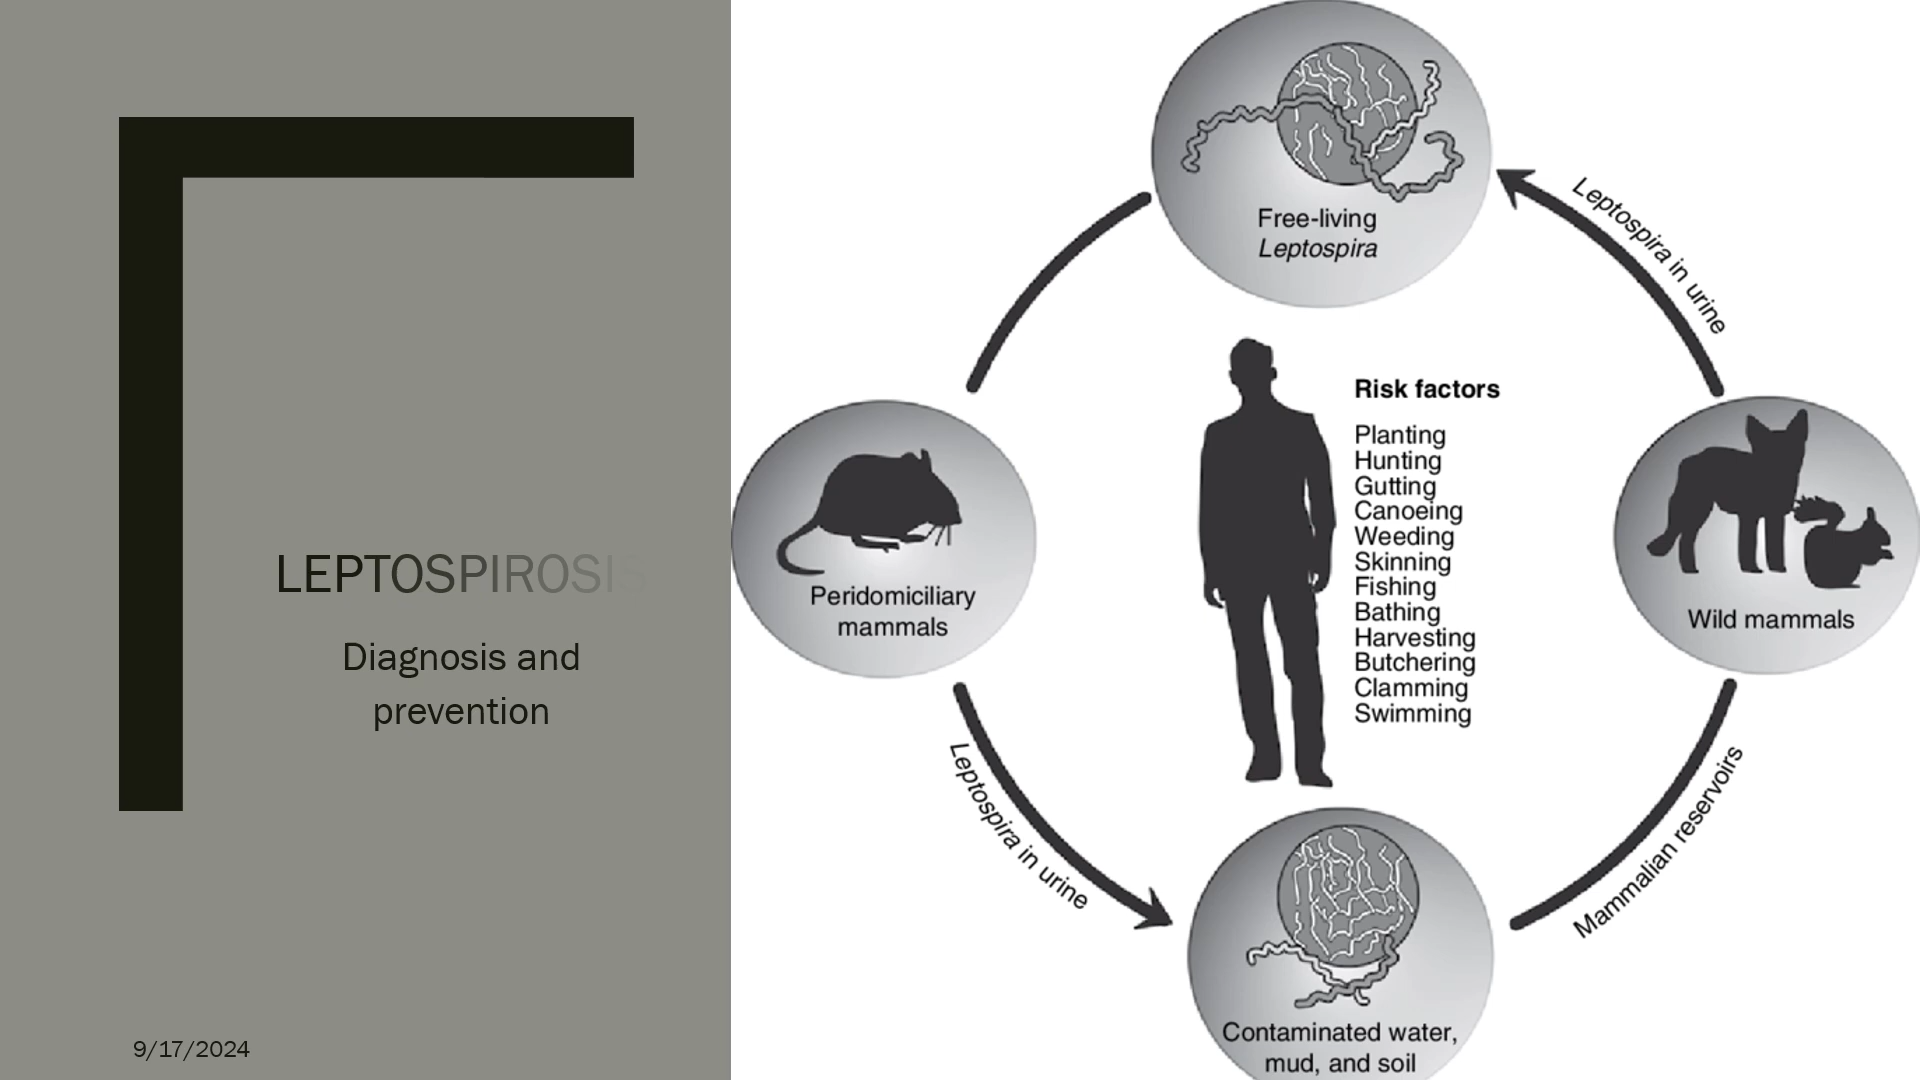 LEPTOSPIROSIS
Diagnosis and
prevention
9/17/2024
Free-living
Leptospira
Leptospira in urine
Risk factors
Planting
Hunting
Gutting
Canoeing
Weeding
Skinning
Fishing
Bathing
Harvesting
Butchering
Clamming
Swimming
Peridomiciliary
mammals
Wild mammals
Leptospira in urine
Mammalian reservoirs
Contaminated water,
mud, and soil